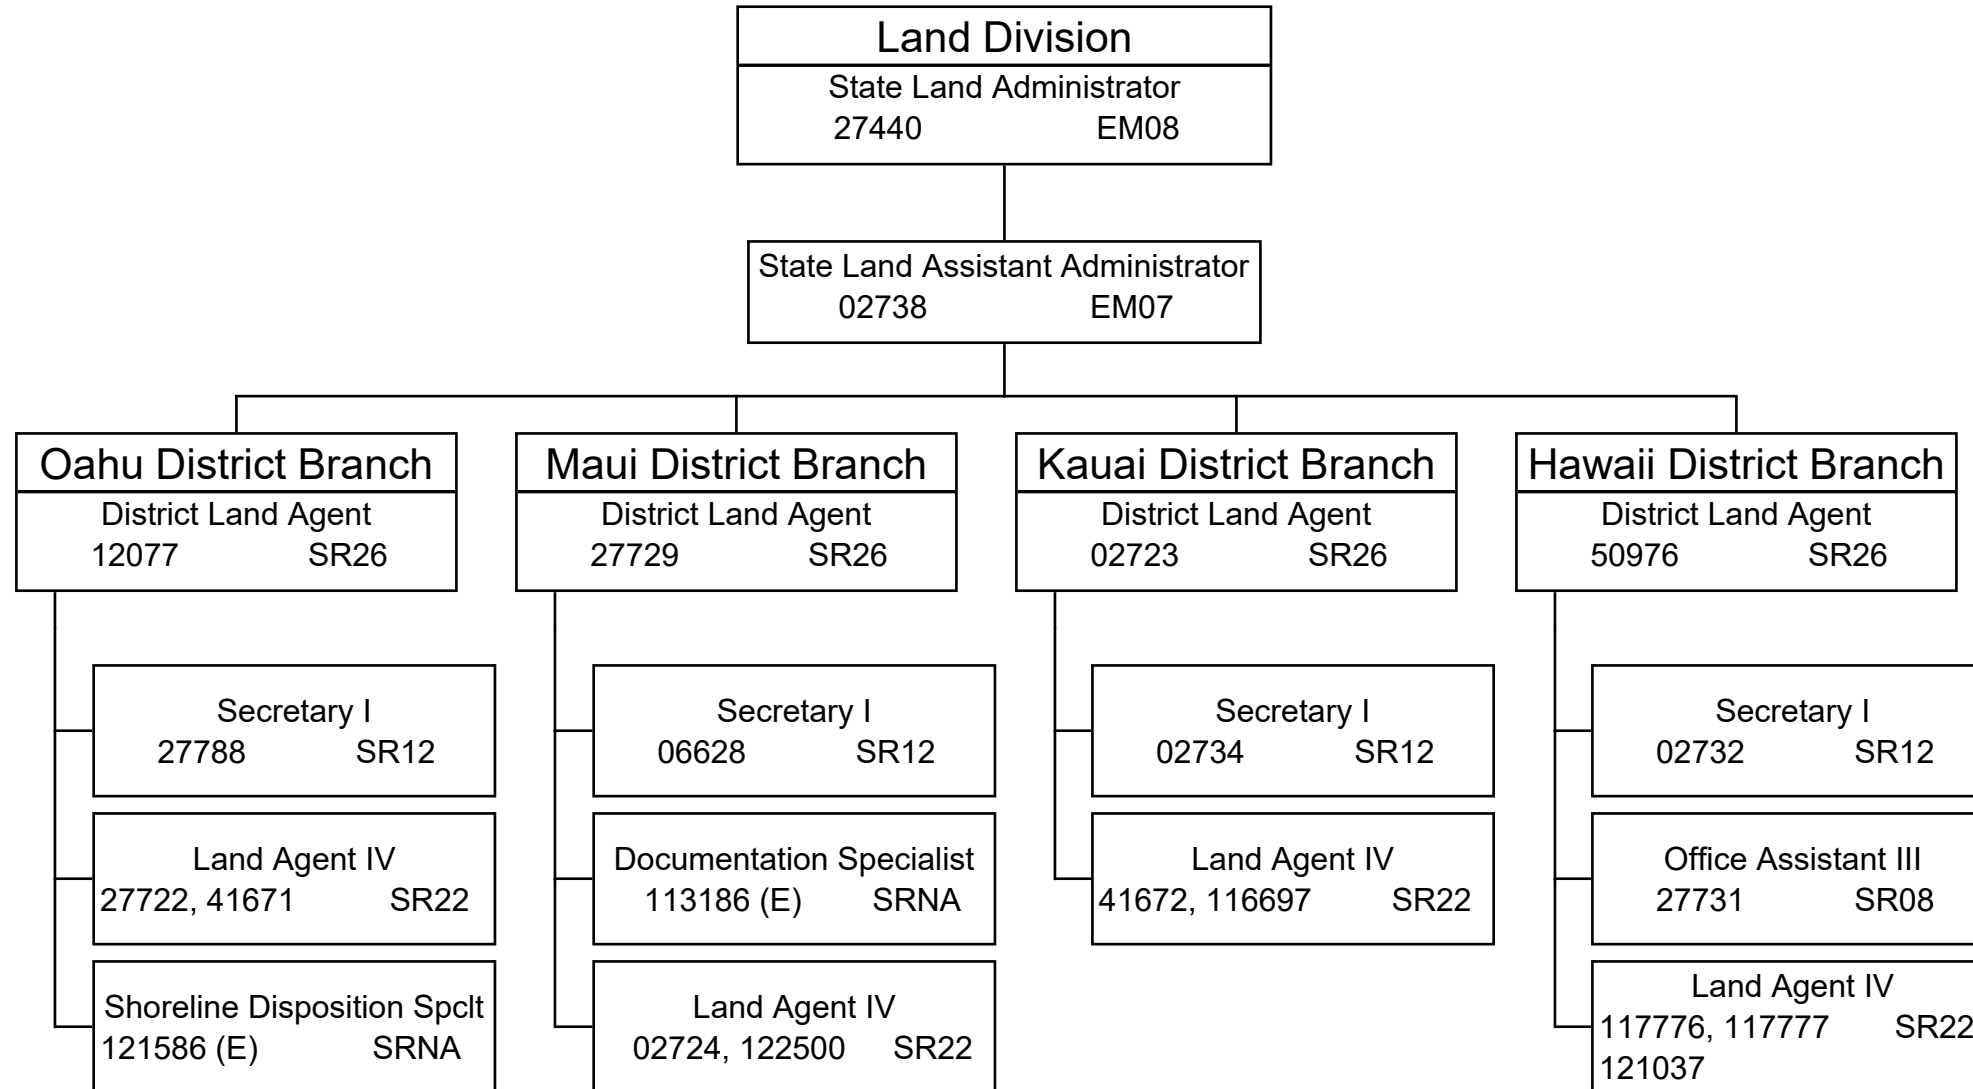 Land Division
State Land Administrator
27440 EM08
State Land Assistant Administrator
02738 EM07
Oahu District Branch
District Land Agent
12077 SR26
Secretary I
27788 SR12
Land Agent IV
27722, 41671 SR22
Shoreline Disposition Spclt
121586 (E) SRNA
Maui District Branch
District Land Agent
27729 SR26
Secretary I
06628 SR12
Documentation Specialist
113186 (E) SRNA
Land Agent IV
02724, 122500 SR22
Kauai District Branch
District Land Agent
02723 SR26
Secretary I
02734 SR12
Land Agent IV
41672, 116697 SR22
Hawaii District Branch
District Land Agent
50976 SR26
Secretary I
02732 SR12
Office Assistant III
27731 SR08
Land Agent IV
117776, 117777 SR22
121037